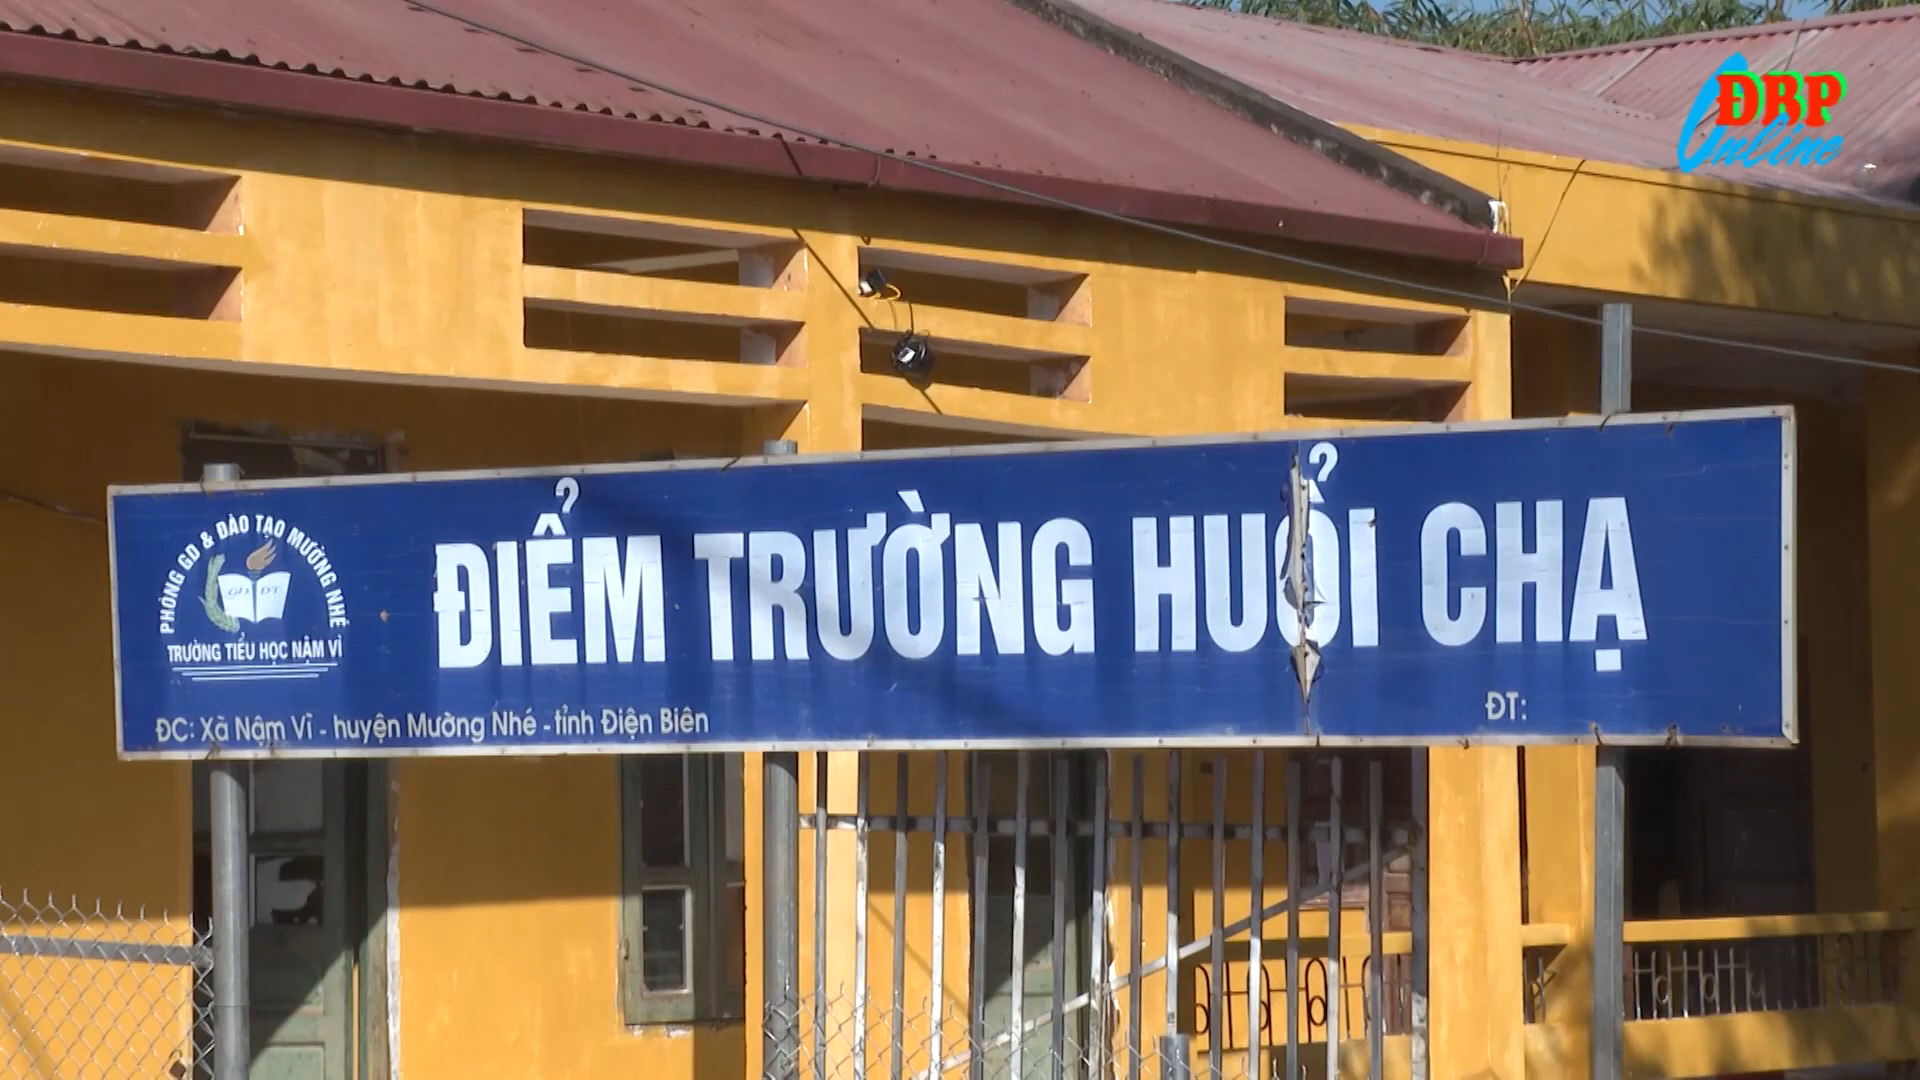 ĐBP
Online
PHÒNG GD & ĐÀO TẠO MƯỜNG NHÉ
GD ĐT
TRƯỜNG TIỂU HỌC NẬM VÌ
ĐIỂM TRƯỜNG HUỔI CHẠ
ĐC: Xã Nậm Vì - huyện Mường Nhé - tỉnh Điện Biên
ĐT: